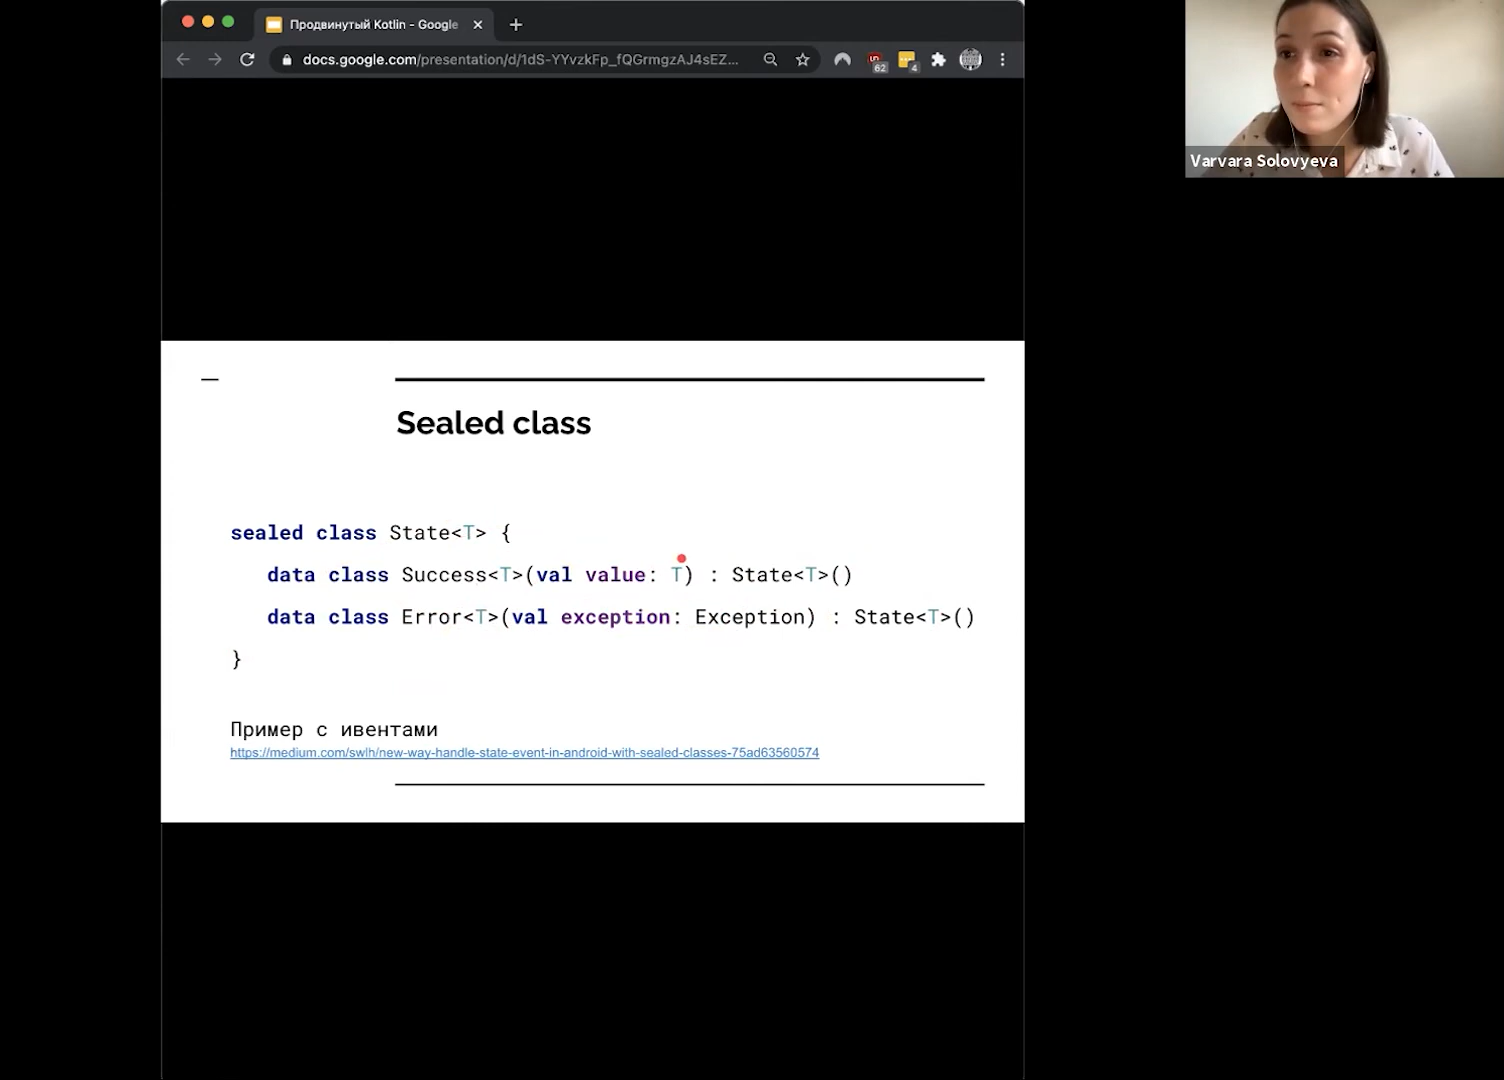 Продвинутый Kotlin - Google
docs.google.com/presentation/d/1dS-YYvzkFp_fQGrmgzAJ4sEZ...
62
4
Varvara Solovyeva
Sealed class
sealed class State<T> {
data class Success<T>(val value: T) : State<T>()
data class Error<T>(val exception: Exception) : State<T>()
}
Пример с ивентами
https://medium.com/swlh/new-way-handle-state-event-in-android-with-sealed-classes-75ad63560574